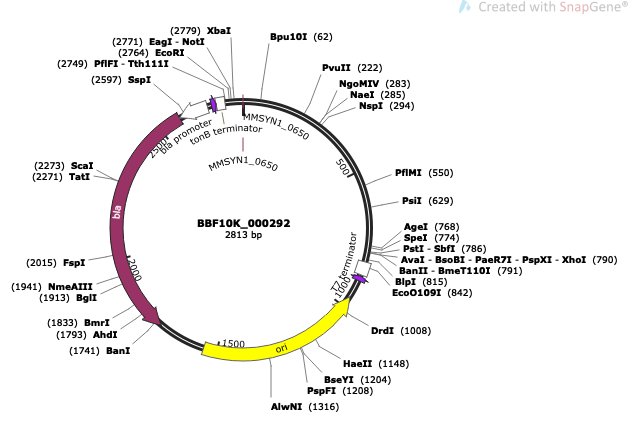 Created with SnapGene®
(2779) XbaI
(2771) EagI - NotI
(2764) EcoRI
(2749) PflFI - Tth111I
(2597) SspI
Bpu10I (62)
PvuII (222)
NgoMIV (283)
NaeI (285)
NspI (294)
PflMI (550)
PsiI (629)
AgeI (768)
SpeI (774)
PstI - SbfI (786)
AvaI - BsoBI - PaeR7I - PspXI - XhoI (790)
BanII - BmeT110I (791)
BlpI (815)
EcoO109I (842)
DrdI (1008)
HaeII (1148)
BseYI (1204)
PspFI (1208)
AlwNI (1316)
(2273) ScaI
(2271) TatI
(2015) FspI
(1941) NmeAIII
(1913) BglI
(1833) BmrI
(1793) AhdI
(1741) BanI
MMSYN1_0650
bla promoter
tonB terminator
MMSYN1_0650
BBF10K_000292
2813 bp
T7 terminator
bla
ori
500
1000
1500
2000
2500